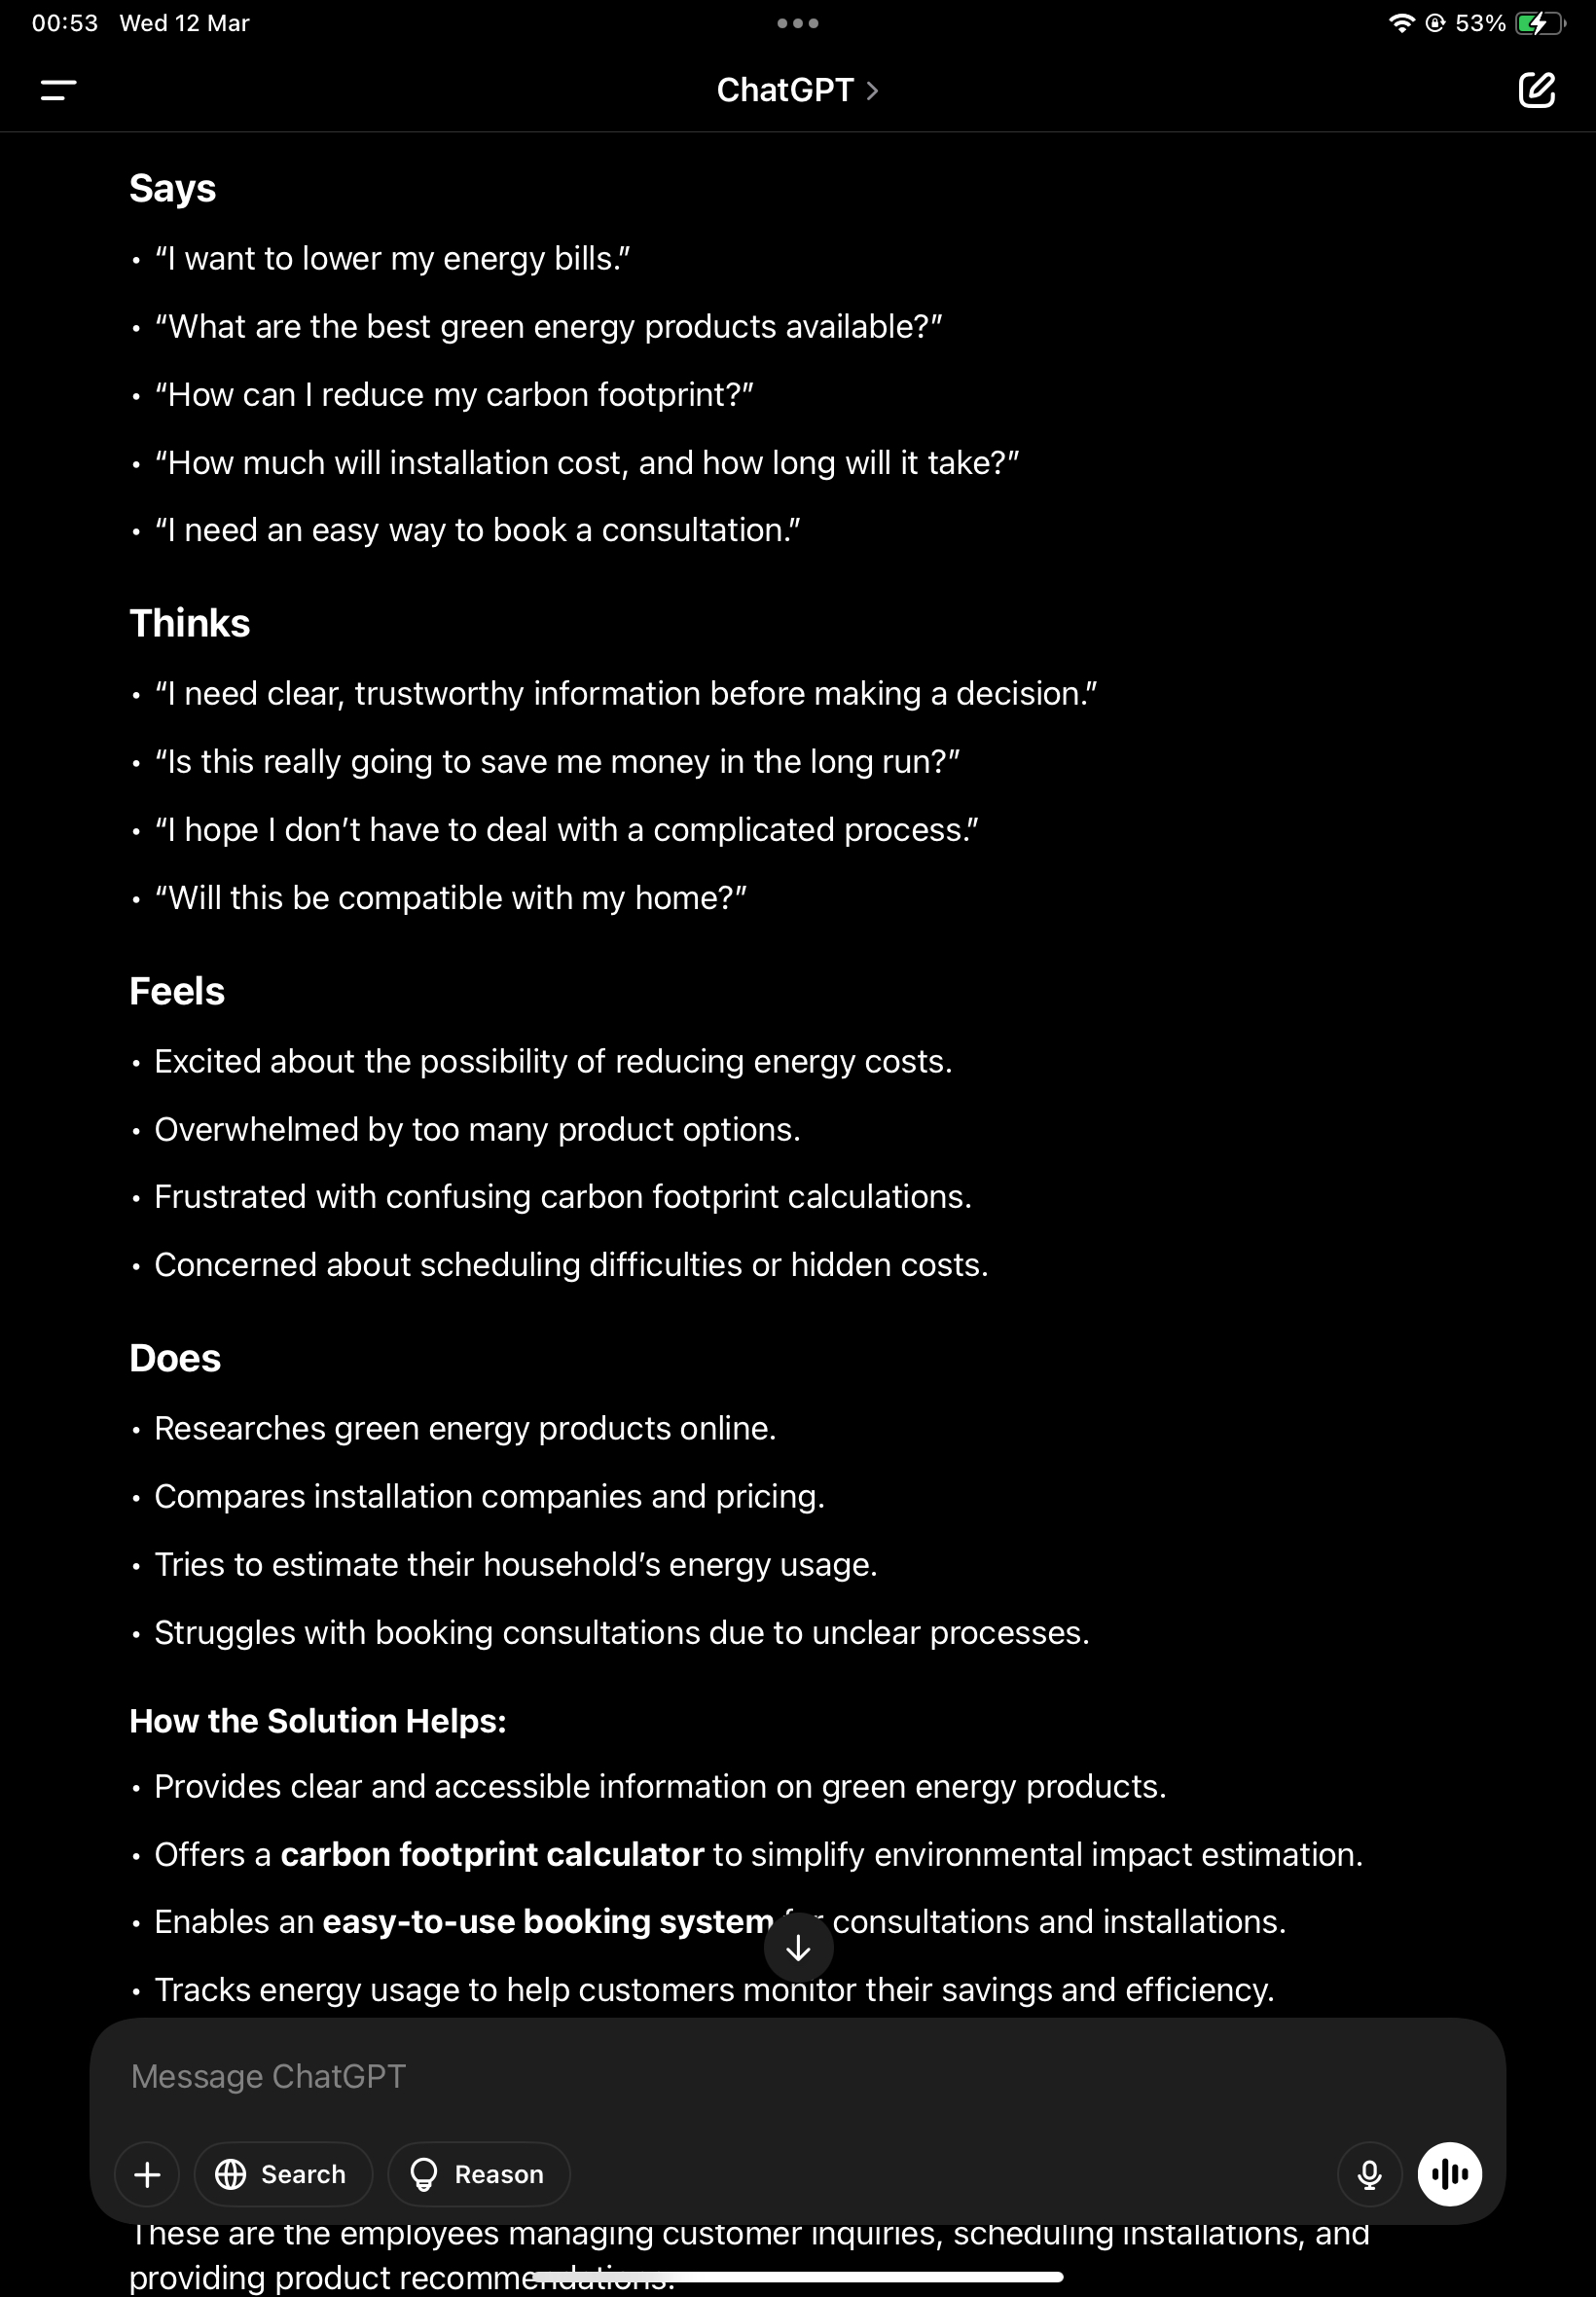 00:53 Wed 12 Mar
53%
ChatGPT
Says
• “I want to lower my energy bills.”
• “What are the best green energy products available?”
• “How can I reduce my carbon footprint?”
• “How much will installation cost, and how long will it take?”
• “I need an easy way to book a consultation.”
Thinks
• “I need clear, trustworthy information before making a decision.”
• “Is this really going to save me money in the long run?”
• “I hope I don’t have to deal with a complicated process.”
• “Will this be compatible with my home?”
Feels
• Excited about the possibility of reducing energy costs.
• Overwhelmed by too many product options.
• Frustrated with confusing carbon footprint calculations.
• Concerned about scheduling difficulties or hidden costs.
Does
• Researches green energy products online.
• Compares installation companies and pricing.
• Tries to estimate their household’s energy usage.
• Struggles with booking consultations due to unclear processes.
How the Solution Helps:
• Provides clear and accessible information on green energy products.
• Offers a carbon footprint calculator to simplify environmental impact estimation.
• Enables an easy-to-use booking system consultations and installations.
• Tracks energy usage to help customers monitor their savings and efficiency.
Message ChatGPT
Search
Reason
These are the employees managing customer inquiries, scheduling installations, and
providing product recommendations.